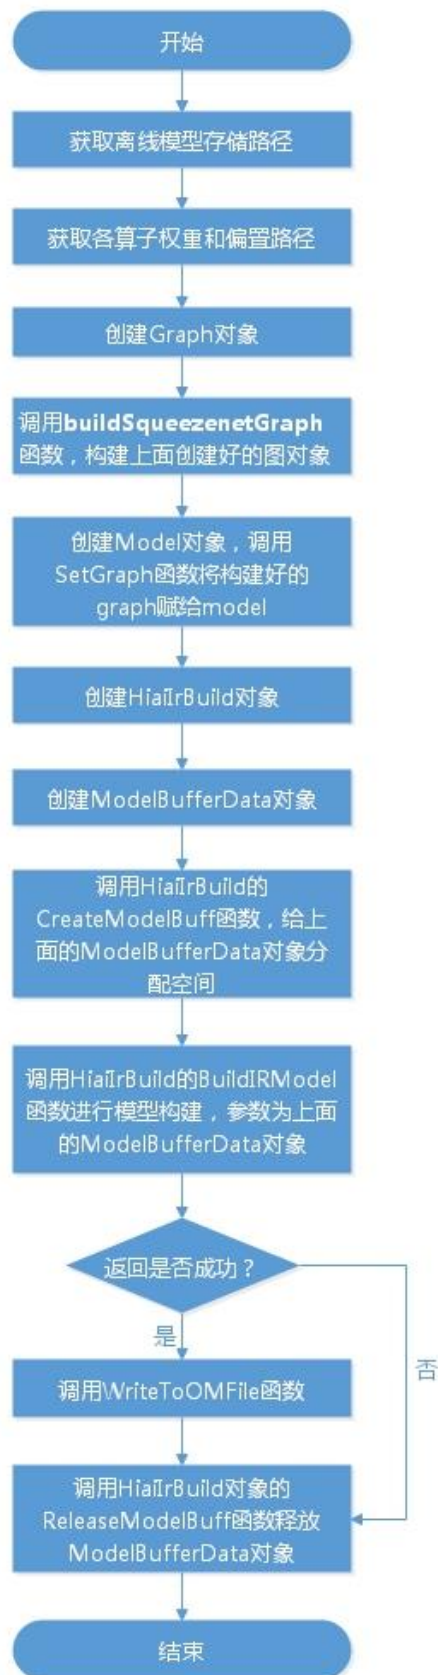 开始
获取离线模型存储路径
获取各算子权重和偏置路径
创建Graph对象
调用buildSqueezenetGraph
函数，构建上面创建好的图对象
创建Model对象，调用
SetGraph函数将构建好的
graph赋给model
创建HiaiIrBuild对象
创建ModelBufferData对象
调用HiaiIrBuild的
CreateModelBuff函数，给上
面的ModelBufferData对象分
配空间
调用HiaiIrBuild的BuildIRModel
函数进行模型构建，参数为上面
的ModelBufferData对象
返回是否成功？
是
否
调用WriteToOMFile函数
调用HiaiIrBuild对象的
ReleaseModelBuff函数释放
ModelBufferData对象
结束